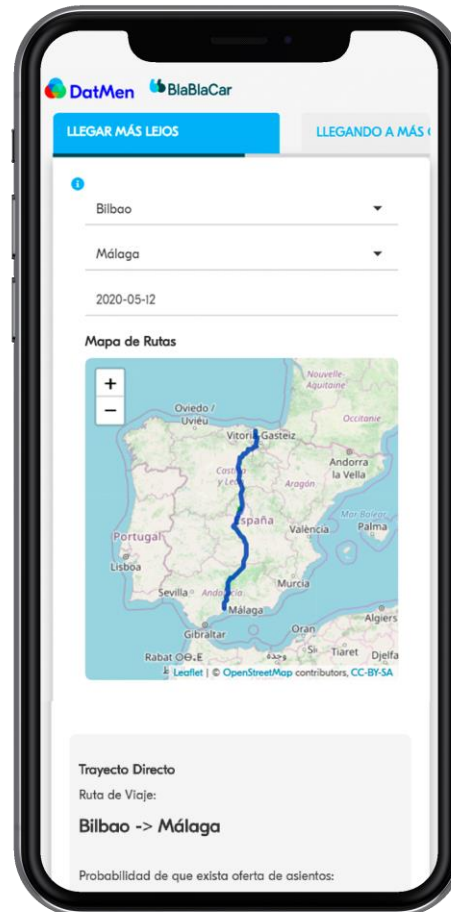 DatMen BlaBlaCar
LLEGAR MÁS LEJOS LLEGANDO A MÁS
Bilbao
Málaga
2020-05-12
Mapa de Rutas
+
−
Nouvelle
Aquitaine
Oviedo /
Uviéu
Occitanie
Vitoria-Gasteiz
Andorra
la Vella
Castilla
y León
Aragón
España
Mar Balear
Palma
València
Portugal
Lisboa
Murcia
Sevilla
Andalucía
Málaga
Gibraltar
Oran
Algiers
Rabat
وجدة
Tiaret Djelfa
Leaflet | © OpenStreetMap contributors, CC-BY-SA
Trayecto Directo
Ruta de Viaje:
Bilbao -> Málaga
Probabilidad de que exista oferta de asientos: